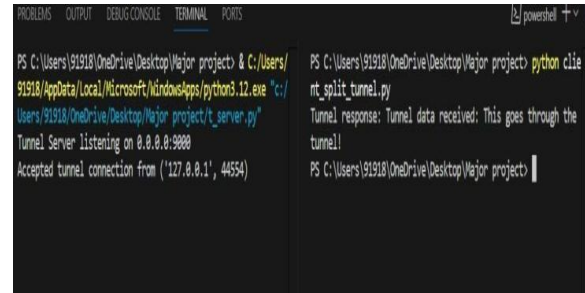 PROBLEMS OUTPUT DEBUG CONSOLE TERMINAL PORTS
powershell
PS C:\Users\91918\OneDrive\Desktop\Major project> & C:/Users/
91918/AppData/Local/Microsoft/WindowsApps/python3.12.exe "c:/
Users/91918/OneDrive/Desktop/Major project/t_server.py"
Tunnel Server listening on 0.0.0.0:9000
Accepted tunnel connection from ('127.0.0.1', 44554)
PS C:\Users\91918\OneDrive\Desktop\Major project> python clie
nt_split_tunnel.py
Tunnel response: Tunnel data received: This goes through the
tunnel!
PS C:\Users\91918\OneDrive\Desktop\Major project>